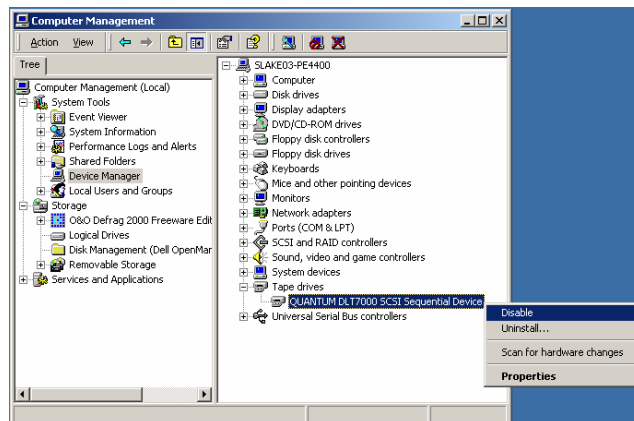 Computer Management
Action View
Tree
Computer Management (Local)
System Tools
Event Viewer
System Information
Performance Logs and Alerts
Shared Folders
Device Manager
Local Users and Groups
Storage
O&O Defrag 2000 Freeware Edit
Logical Drives
Disk Management (Dell OpenMar
Removable Storage
Services and Applications
SLAKE03-PE4400
Computer
Disk drives
Display adapters
DVD/CD-ROM drives
Floppy disk controllers
Floppy disk drives
Keyboards
Mice and other pointing devices
Monitors
Network adapters
Ports (COM & LPT)
SCSI and RAID controllers
Sound, video and game controllers
System devices
Tape drives
QUANTUM DLT7000 SCSI Sequential Device
Universal Serial Bus controllers
Disable
Uninstall...
Scan for hardware changes
Properties